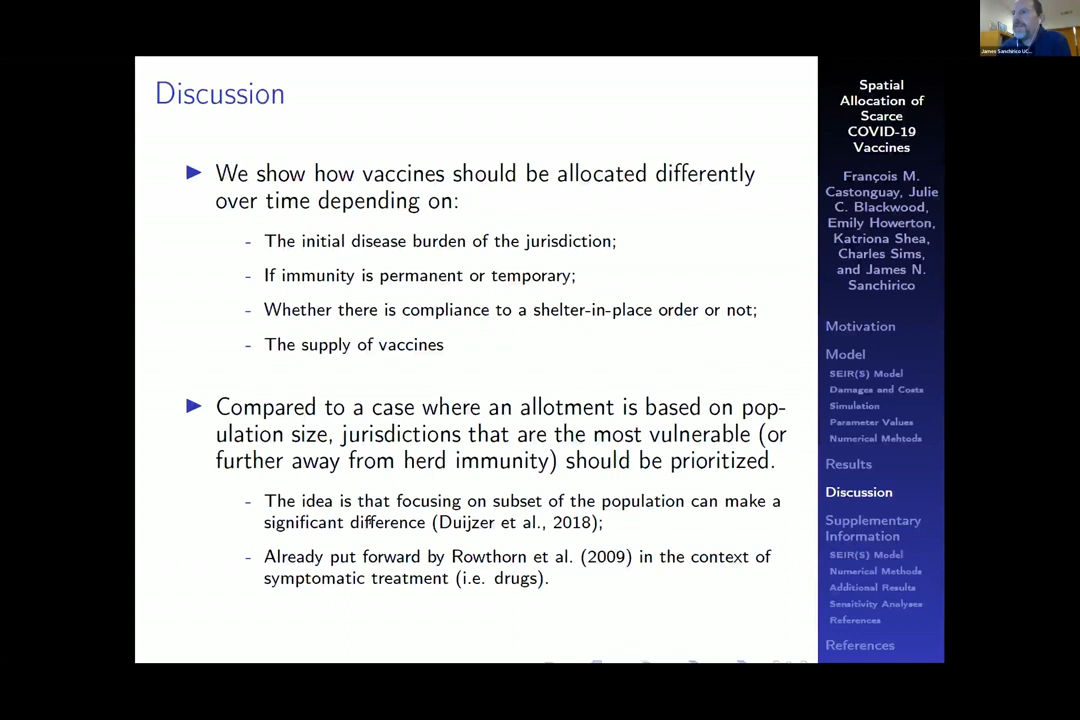 James Sanchirico UC...
Discussion
We show how vaccines should be allocated differently
over time depending on:
- The initial disease burden of the jurisdiction;
- If immunity is permanent or temporary;
- Whether there is compliance to a shelter-in-place order or not;
- The supply of vaccines
Compared to a case where an allotment is based on pop-
ulation size, jurisdictions that are the most vulnerable (or
further away from herd immunity) should be prioritized.
- The idea is that focusing on subset of the population can make a
significant difference (Duijzer et al., 2018);
- Already put forward by Rowthorn et al. (2009) in the context of
symptomatic treatment (i.e. drugs).
Spatial
Allocation of
Scarce
COVID-19
Vaccines
François M.
Castonguay, Julie
C. Blackwood,
Emily Howerton,
Katriona Shea,
Charles Sims,
and James N.
Sanchirico
Motivation
Model
SEIR(S) Model
Damages and Costs
Simulation
Parameter Values
Numerical Mehtods
Results
Discussion
Supplementary
Information
SEIR(S) Model
Numerical Methods
Additional Results
Sensitivity Analyses
References
References